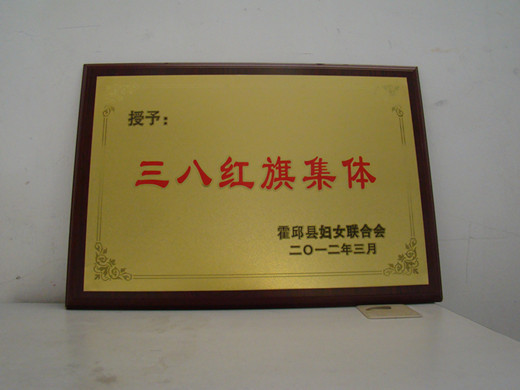 授予：
三八红旗集体
霍邱县妇女联合会
二〇一二年三月